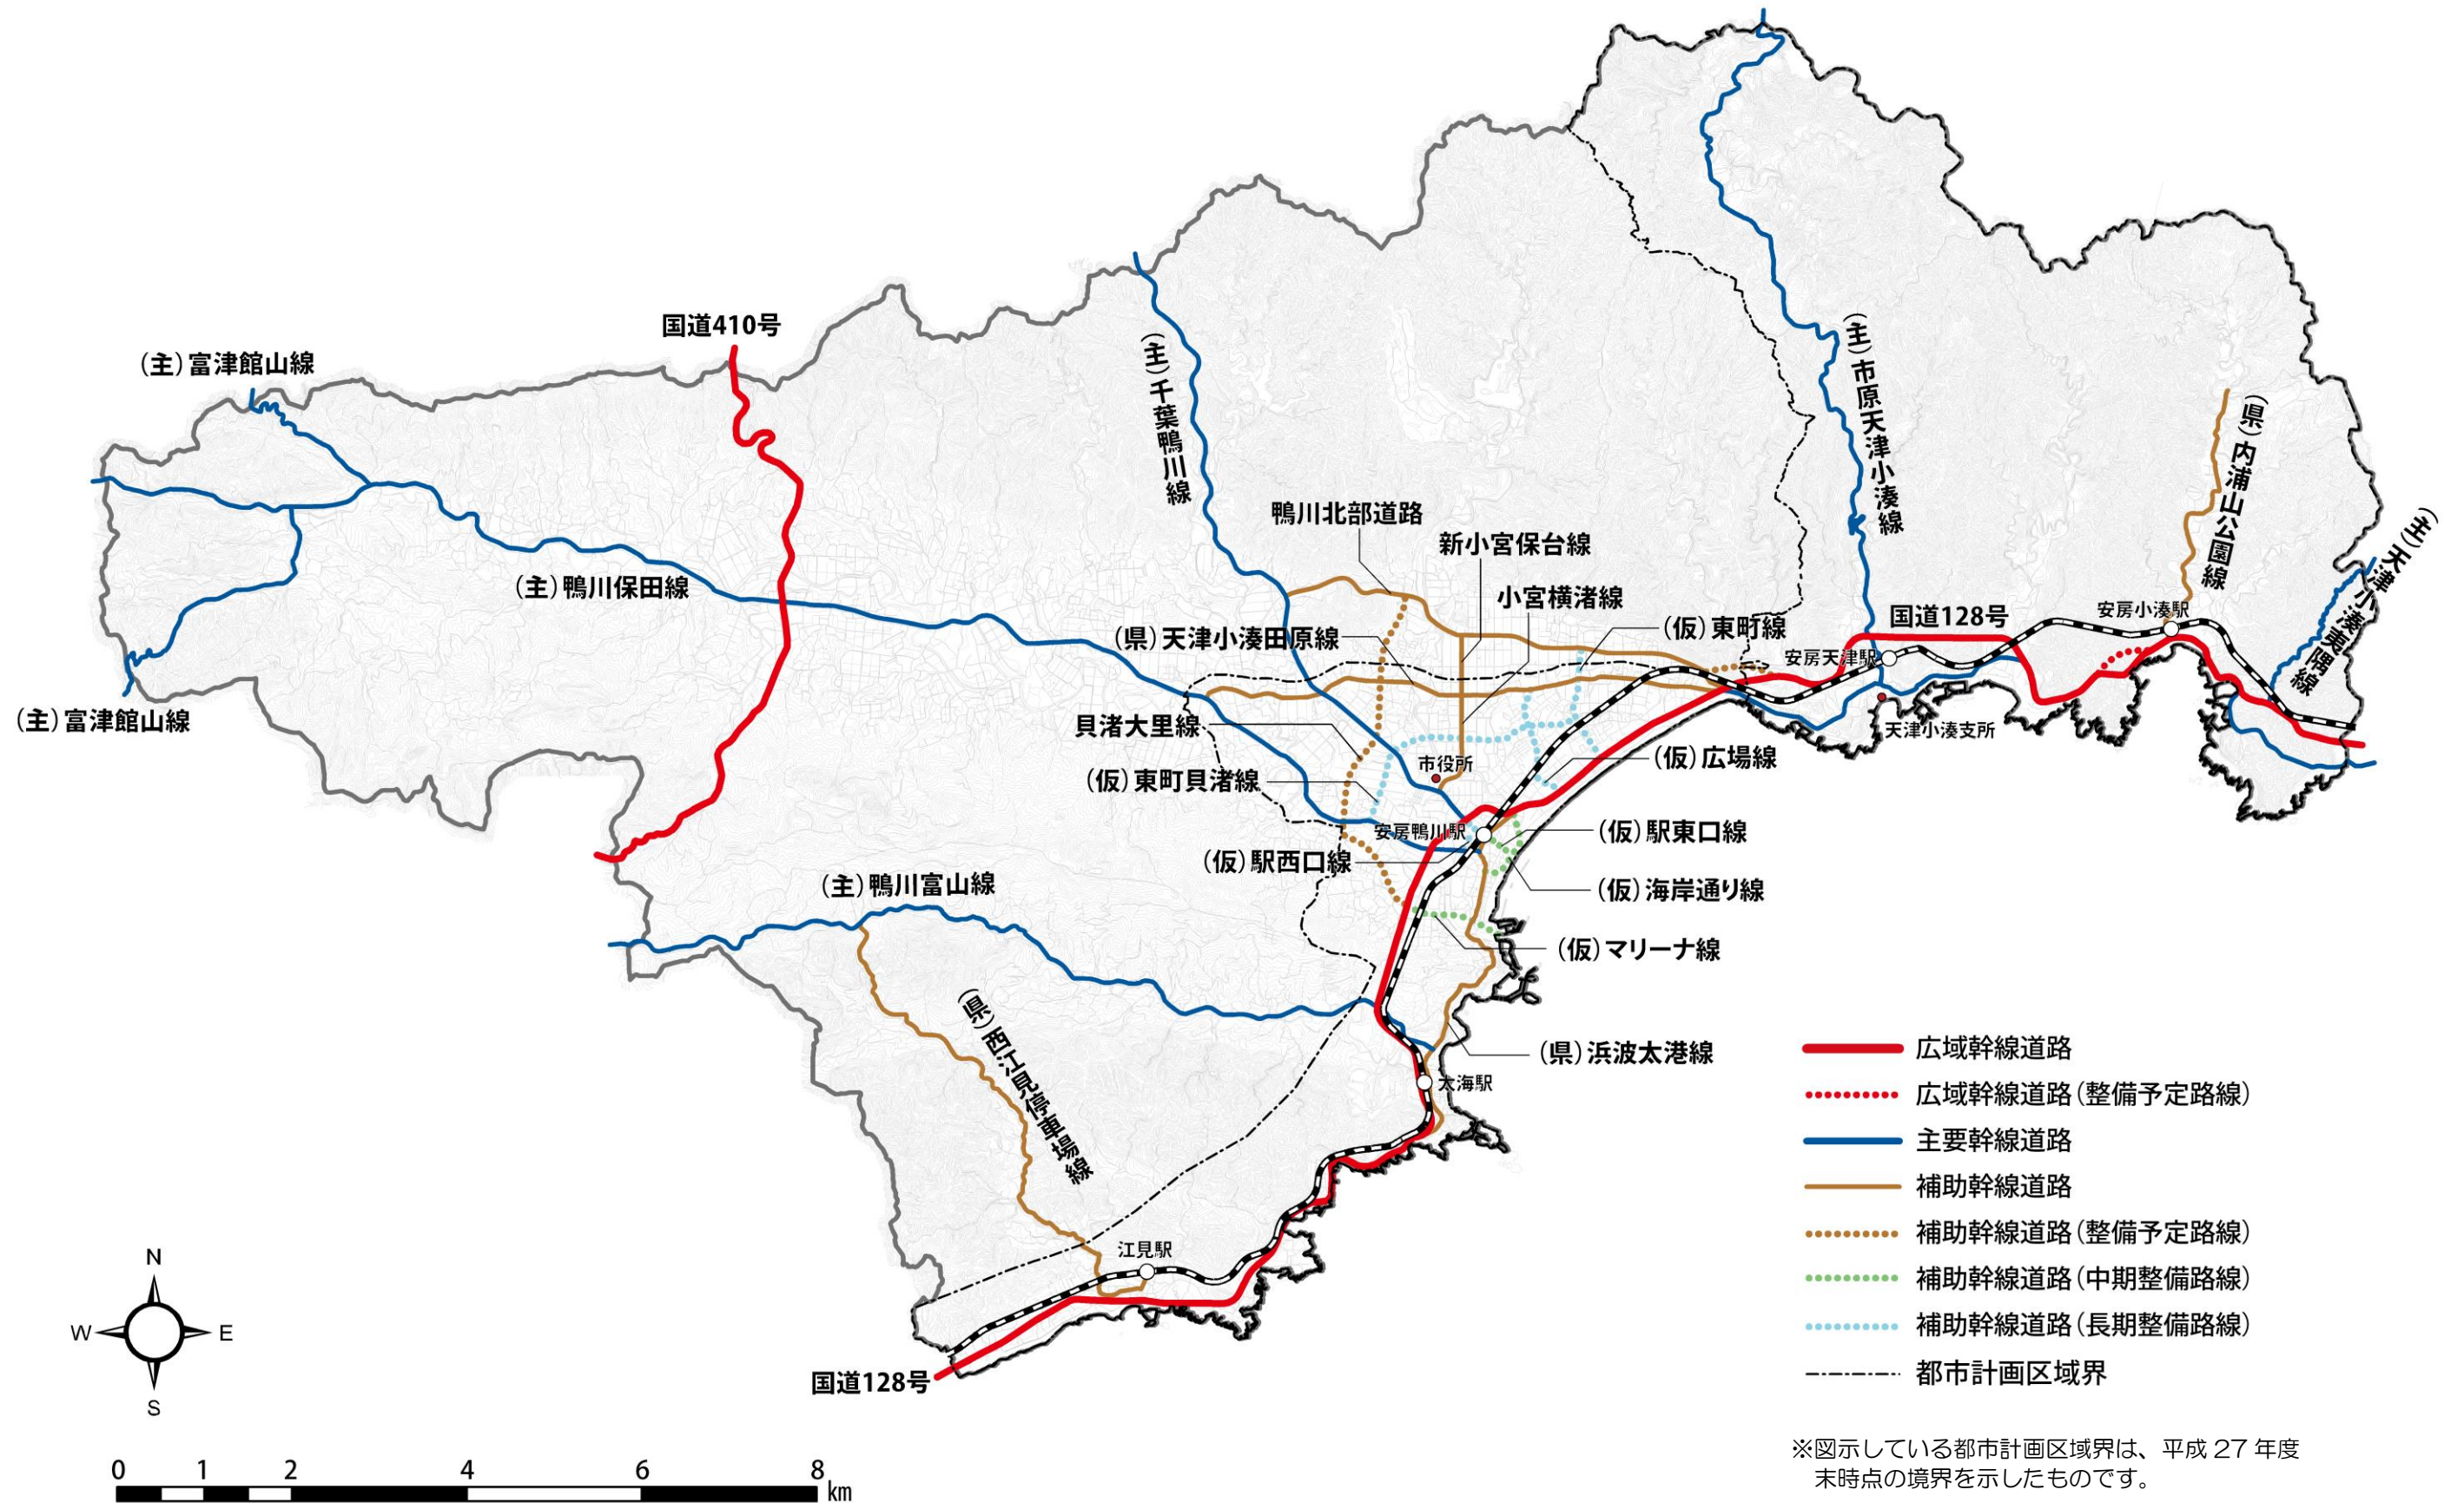 国道410号
(主)富津館山線
(主)千葉鴨川線
(主)市原天津小湊線
(県)内浦山公園線
(主)天津小湊夷隅線
鴨川北部道路
新小宮保台線
小宮横渚線
(主)鴨川保田線
(県)天津小湊田原線
(仮)東町線
国道128号
安房小湊駅
安房天津駅
(主)富津館山線
貝渚大里線
天津小湊支所
市役所
(仮)広場線
(仮)東町貝渚線
安房鴨川駅
(仮)駅東口線
(仮)駅西口線
(主)鴨川富山線
(仮)海岸通り線
(仮)マリーナ線
(県)西江見停車場線
(県)浜波太港線
太海駅
江見駅
国道128号
広域幹線道路
広域幹線道路(整備予定路線)
主要幹線道路
補助幹線道路
補助幹線道路(整備予定路線)
補助幹線道路(中期整備路線)
補助幹線道路(長期整備路線)
都市計画区域界
N
W
E
S
0 1 2 4 6 8
km
※図示している都市計画区域界は、平成 27 年度
末時点の境界を示したものです。